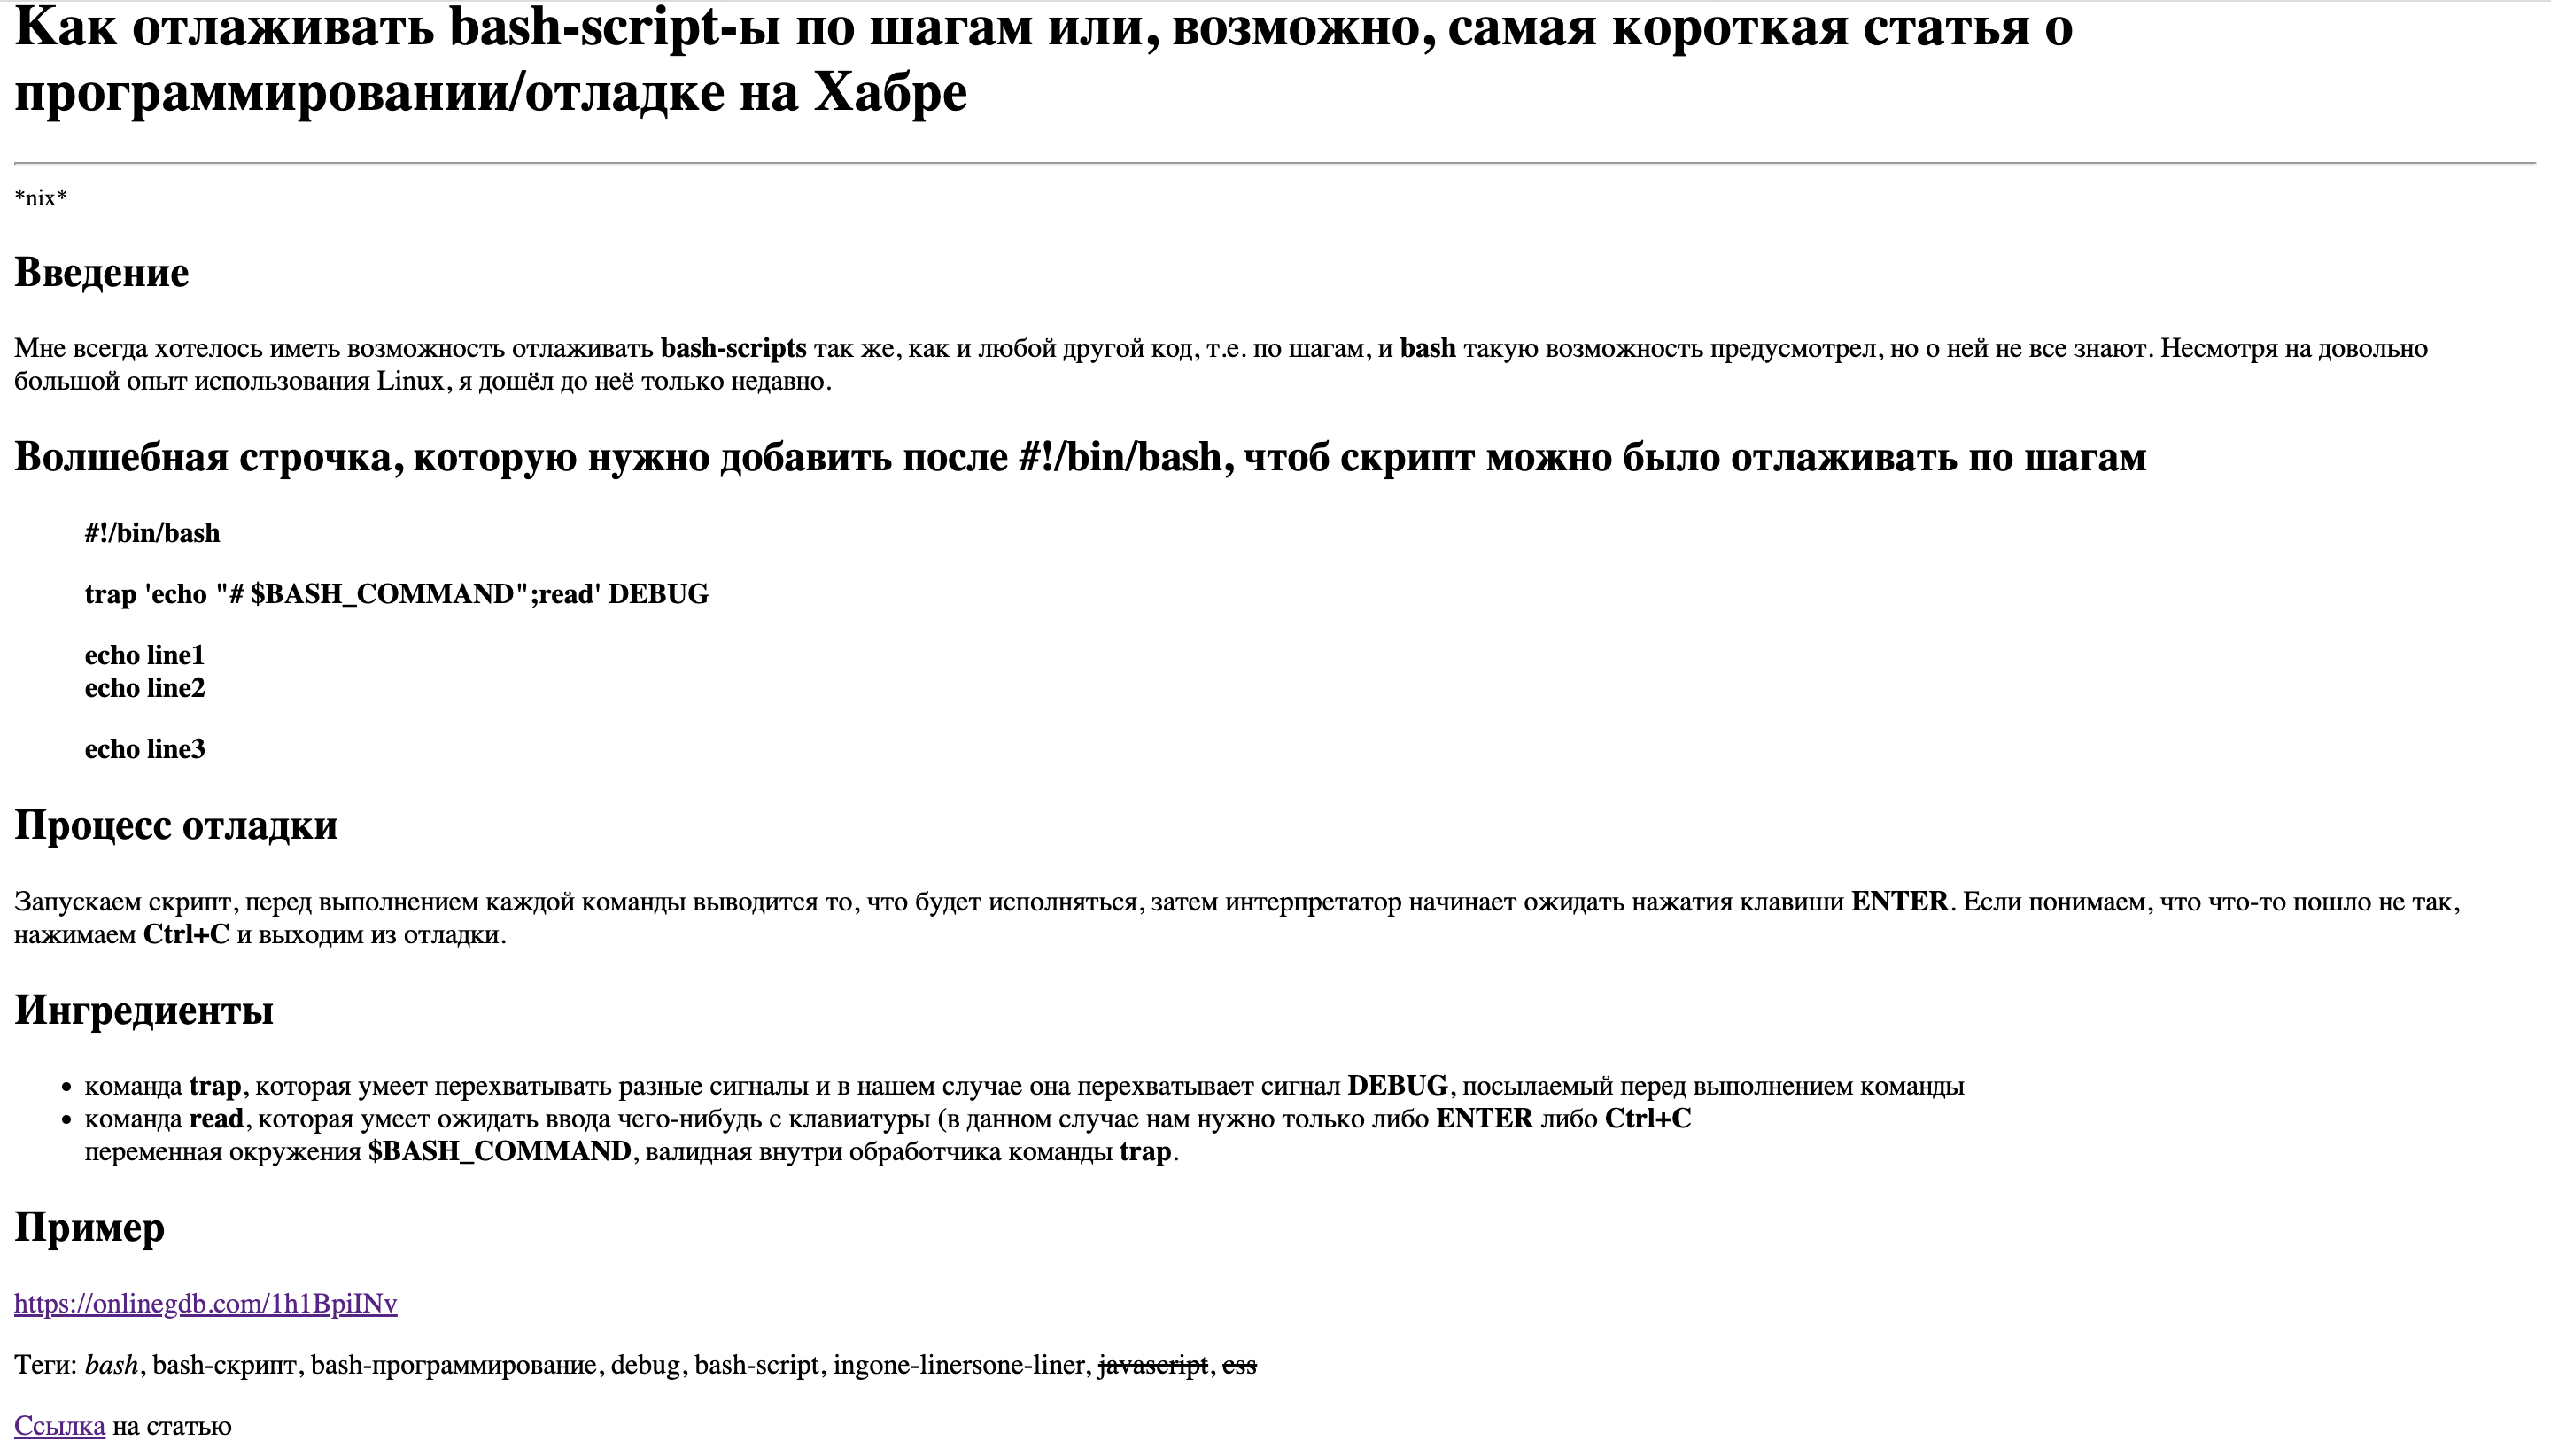 Как отлаживать bash-script-ы по шагам или, возможно, самая короткая статья о
программировании/отладке на Хабре
*nix*
Введение
Мне всегда хотелось иметь возможность отлаживать bash-scripts так же, как и любой другой код, т.е. по шагам, и bash такую возможность предусмотрел, но о ней не все знают. Несмотря на довольно
большой опыт использования Linux, я дошёл до неё только недавно.
Волшебная строчка, которую нужно добавить после #!/bin/bash, чтоб скрипт можно было отлаживать по шагам
#!/bin/bash
trap 'echo "# $BASH_COMMAND";read' DEBUG
echo line1
echo line2
echo line3
Процесс отладки
Запускаем скрипт, перед выполнением каждой команды выводится то, что будет исполняться, затем интерпретатор начинает ожидать нажатия клавиши ENTER. Если понимаем, что что-то пошло не так,
нажимаем Ctrl+C и выходим из отладки.
Ингредиенты
• команда trap, которая умеет перехватывать разные сигналы и в нашем случае она перехватывает сигнал DEBUG, посылаемый перед выполнением команды
• команда read, которая умеет ожидать ввода чего-нибудь с клавиатуры (в данном случае нам нужно только либо ENTER либо Ctrl+C
переменная окружения $BASH_COMMAND, валидная внутри обработчика команды trap.
Пример
https://onlinegdb.com/1h1BpiINv
Теги: bash, bash-скрипт, bash-программирование, debug, bash-script, ingone-linersone-liner, javascript, css
Ссылка на статью